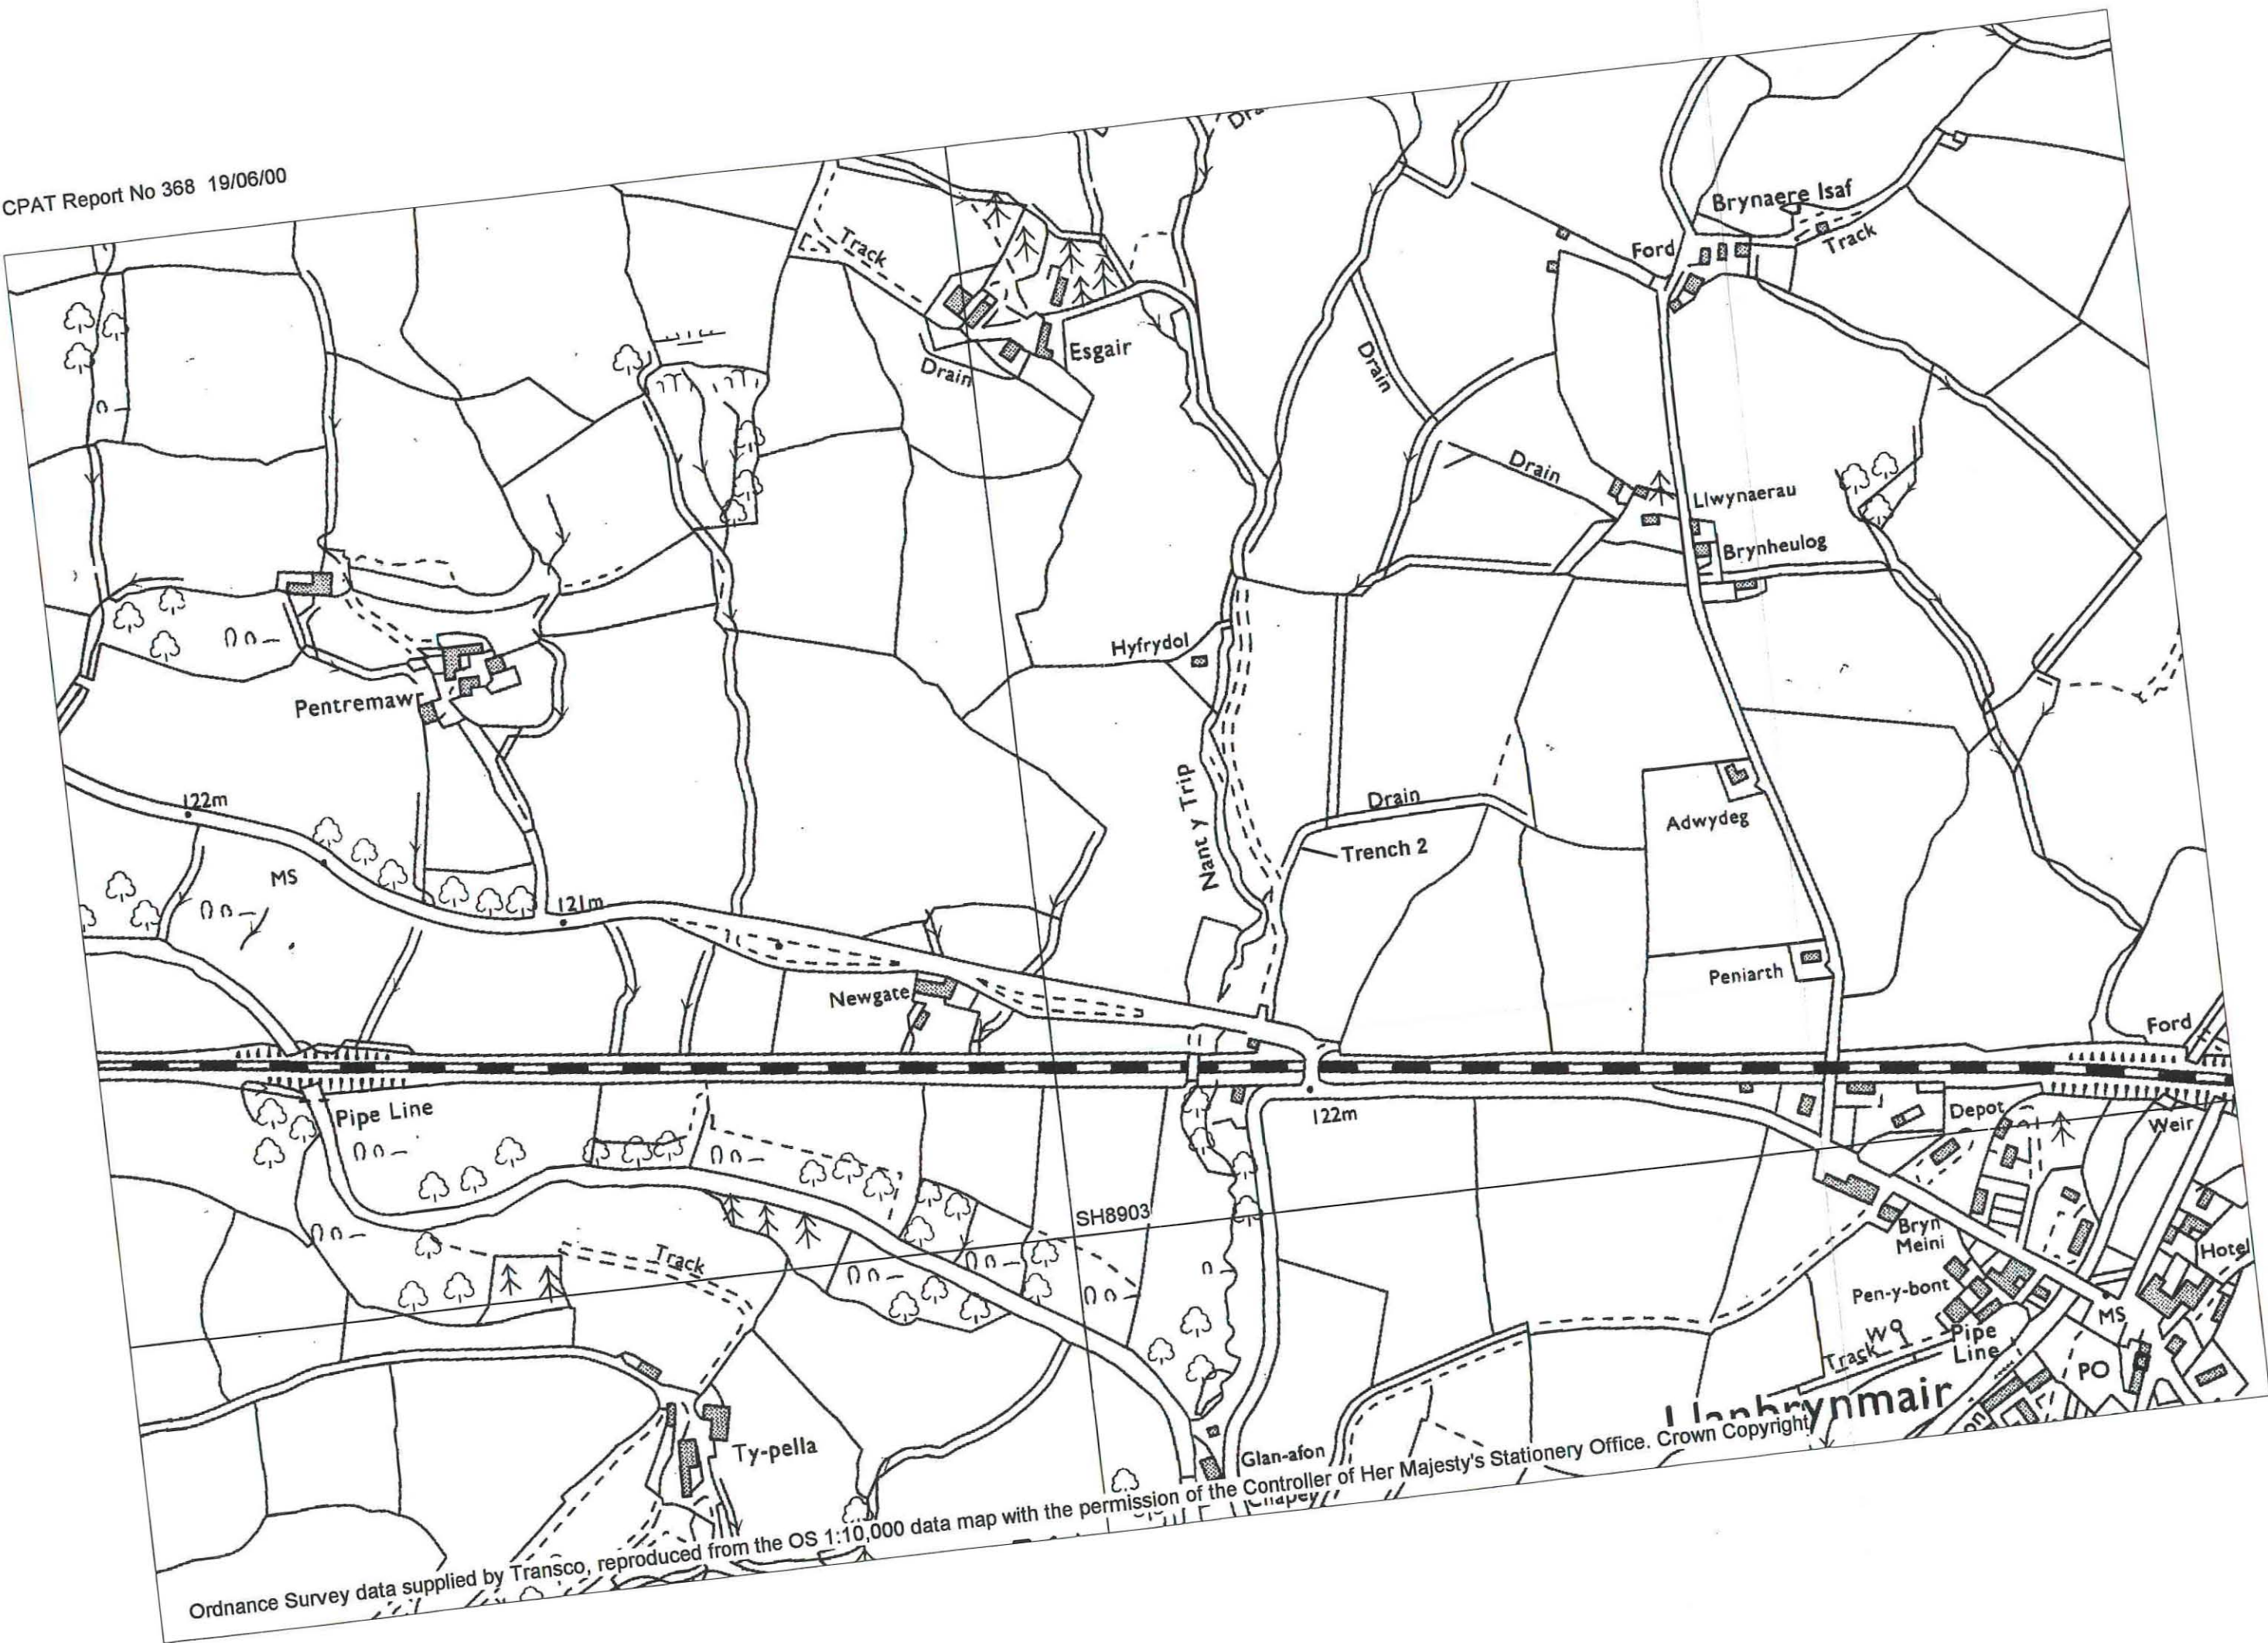 CPAT Report No 368 19/06/00
Track
Brynaere Isaf
Ford
Track
Esgair
Drain
Drain
Drain
Llwynaerau
Brynheulog
Hyfrydol
Pentremawr
122m
Nant y Trip
Drain
Adwydeg
Trench 2
MS
121m
Peniarth
Newgate
Ford
Pipe Line
122m
Depot
Weir
SH8903
Bryn
Meini
Hotel
Track
Pen-y-bont
MS
W
Pipe
Line
Track
PO
Llanbrynmair
Ty-pella
Glan-afon
Chapel
Ordnance Survey data supplied by Transco, reproduced from the OS 1:10,000 data map with the permission of the Controller of Her Majesty's Stationery Office. Crown Copyright